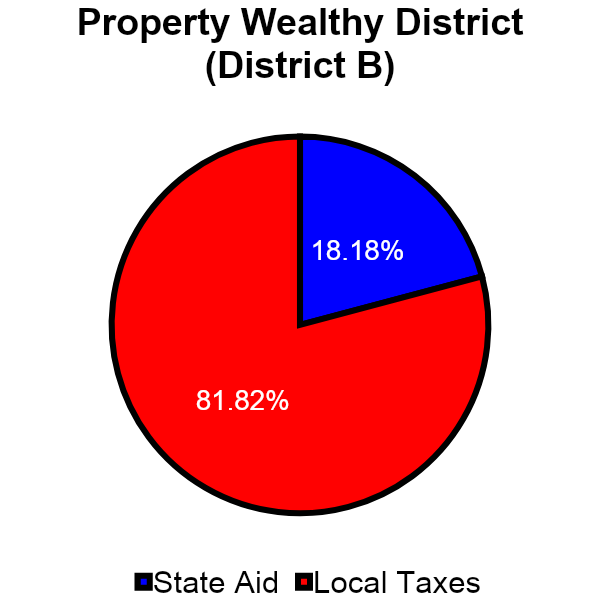 Property Wealthy District
(District B)
18.18%
81.82%
State Aid Local Taxes